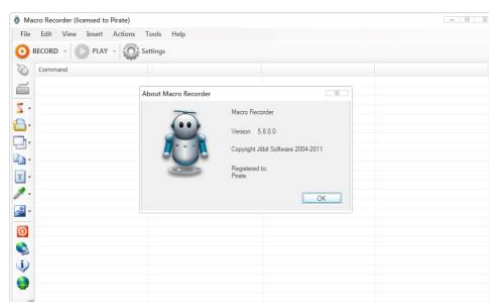 Macro Recorder (licensed to Pirate)
File Edit View Insert Actions Tools Help
RECORD PLAY Settings
Command
About Macro Recorder
Macro Recorder
Version 5.8.0.0
Copyright Jitbit Software 2004-2011
Registered to:
Pirate
OK